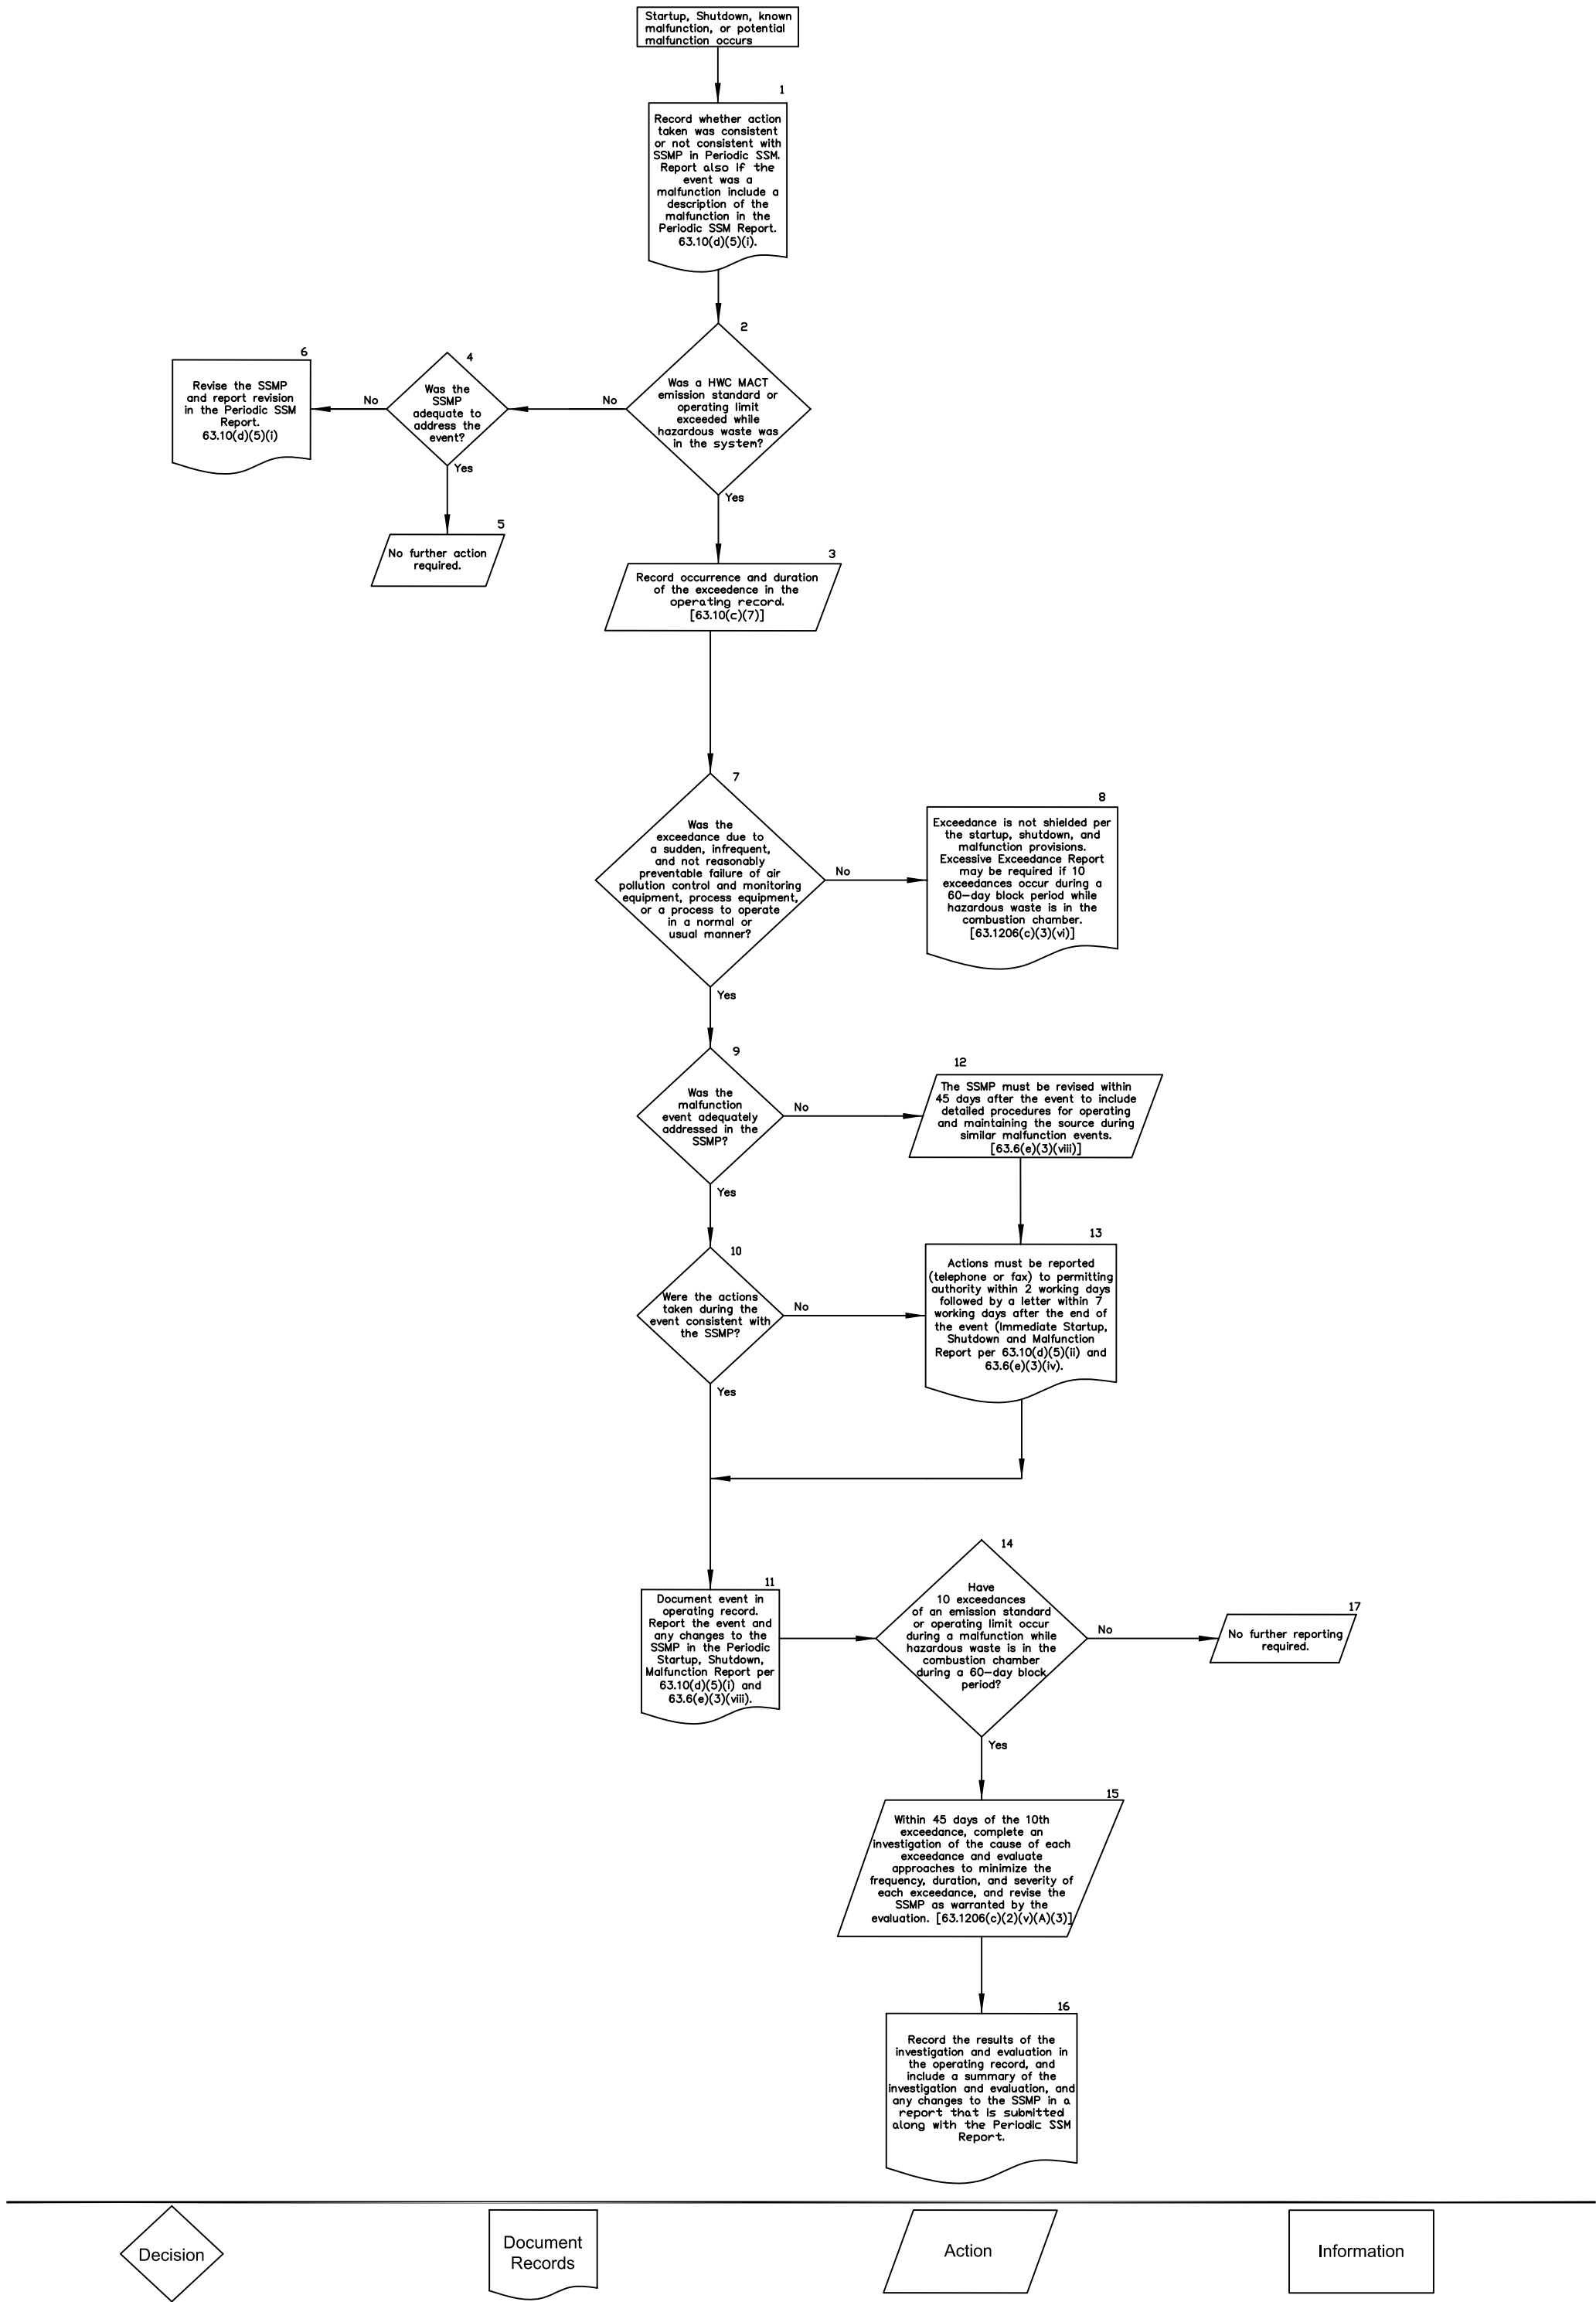 Startup, Shutdown, known
malfunction, or potential
malfunction occurs
1
Record whether action
taken was consistent
or not consistent with
SSMP in Periodic SSM.
Report also if the
event was a
malfunction include a
description of the
malfunction in the
Periodic SSM Report.
63.10(d)(5)(i).
2
Was a HWC MACT
emission standard or
operating limit
exceeded while
hazardous waste was
in the system?
No
Yes
4
Was the
SSMP
adequate to
address the
event?
No
Yes
6
Revise the SSMP
and report revision
in the Periodic SSM
Report.
63.10(d)(5)(i)
5
No further action
required.
3
Record occurrence and duration
of the exceedence in the
operating record.
[63.10(c)(7)]
7
Was the
exceedance due to
a sudden, infrequent,
and not reasonably
preventable failure of air
pollution control and monitoring
equipment, process equipment,
or a process to operate
in a normal or
usual manner?
No
Yes
8
Exceedance is not shielded per
the startup, shutdown, and
malfunction provisions.
Excessive Exceedance Report
may be required if 10
exceedances occur during a
60-day block period while
hazardous waste is in the
combustion chamber.
[63.1206(c)(3)(vi)]
9
Was the
malfunction
event adequately
addressed in the
SSMP?
No
Yes
12
The SSMP must be revised within
45 days after the event to include
detailed procedures for operating
and maintaining the source during
similar malfunction events.
[63.6(e)(3)(viii)]
10
Were the actions
taken during the
event consistent with
the SSMP?
No
Yes
13
Actions must be reported
(telephone or fax) to permitting
authority within 2 working days
followed by a letter within 7
working days after the end of
the event (Immediate Startup,
Shutdown and Malfunction
Report per 63.10(d)(5)(ii) and
63.6(e)(3)(iv).
11
Document event in
operating record.
Report the event and
any changes to the
SSMP in the Periodic
Startup, Shutdown,
Malfunction Report per
63.10(d)(5)(i) and
63.6(e)(3)(viii).
14
Have
10 exceedances
of an emission standard
or operating limit occur
during a malfunction while
hazardous waste is in the
combustion chamber
during a 60-day block
period?
No
Yes
17
No further reporting
required.
15
Within 45 days of the 10th
exceedance, complete an
investigation of the cause of each
exceedance and evaluate
approaches to minimize the
frequency, duration, and severity of
each exceedance, and revise the
SSMP as warranted by the
evaluation. [63.1206(c)(2)(v)(A)(3)]
16
Record the results of the
investigation and evaluation in
the operating record, and
include a summary of the
investigation and evaluation, and
any changes to the SSMP in a
report that is submitted
along with the Periodic SSM
Report.
Decision
Document
Records
Action
Information